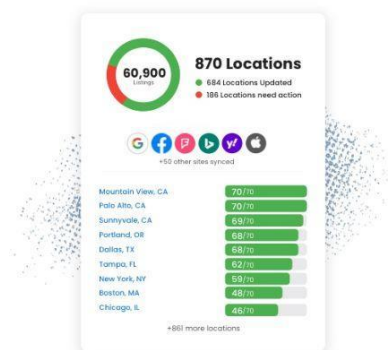 60,900
Listings
870 Locations
684 Locations Updated
186 Locations need action
+50 other sites synced
Mountain View, CA 70/70
Palo Alto, CA 70/70
Sunnyvale, CA 69/70
Portland, OR 68/70
Dallas, TX 68/70
Tampa, FL 62/70
New York, NY 59/70
Boston, MA 48/70
Chicago, IL 46/70
+861 more locations